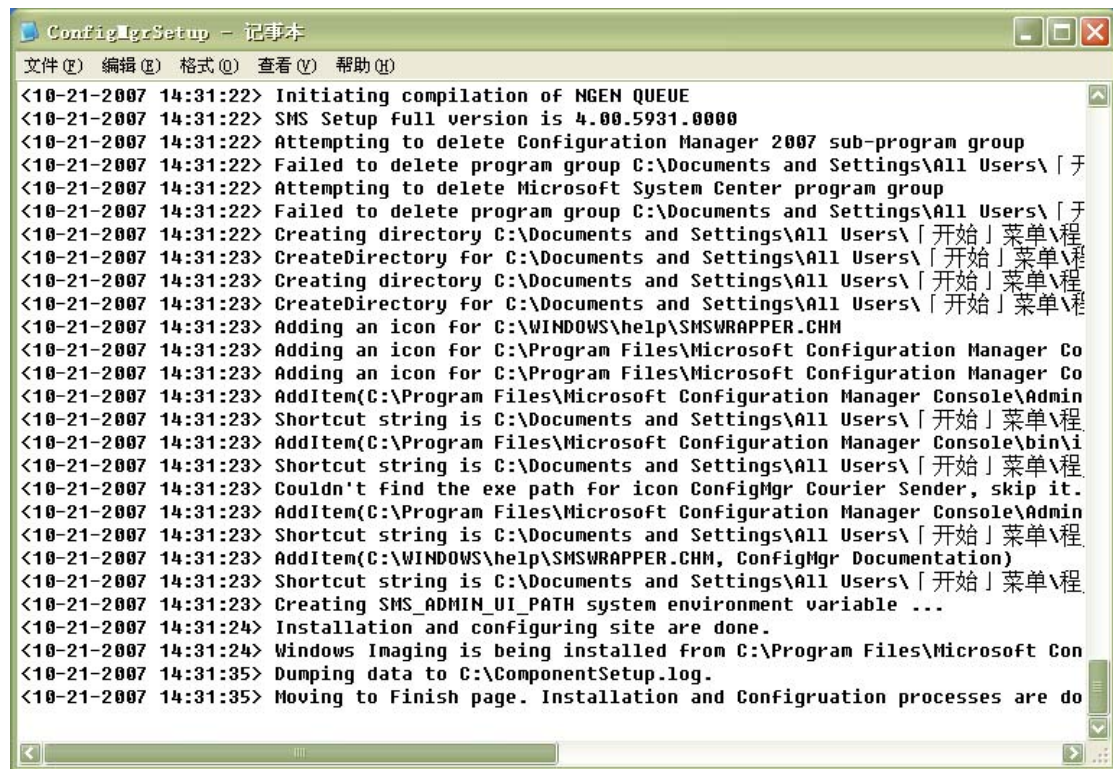 ConfigMgrSetup - 记事本
文件(F) 编辑(E) 格式(O) 查看(V) 帮助(H)
<10-21-2007 14:31:22> Initiating compilation of NGEN QUEUE
<10-21-2007 14:31:22> SMS Setup full version is 4.00.5931.0000
<10-21-2007 14:31:22> Attempting to delete Configuration Manager 2007 sub-program group
<10-21-2007 14:31:22> Failed to delete program group C:\Documents and Settings\All Users\「开
<10-21-2007 14:31:22> Attempting to delete Microsoft System Center program group
<10-21-2007 14:31:22> Failed to delete program group C:\Documents and Settings\All Users\「开
<10-21-2007 14:31:22> Creating directory C:\Documents and Settings\All Users\「开始」菜单\程
<10-21-2007 14:31:23> CreateDirectory for C:\Documents and Settings\All Users\「开始」菜单\程
<10-21-2007 14:31:23> Creating directory C:\Documents and Settings\All Users\「开始」菜单\程
<10-21-2007 14:31:23> CreateDirectory for C:\Documents and Settings\All Users\「开始」菜单\程
<10-21-2007 14:31:23> Adding an icon for C:\WINDOWS\help\SMSWRAPPER.CHM
<10-21-2007 14:31:23> Adding an icon for C:\Program Files\Microsoft Configuration Manager Co
<10-21-2007 14:31:23> Adding an icon for C:\Program Files\Microsoft Configuration Manager Co
<10-21-2007 14:31:23> AddItem(C:\Program Files\Microsoft Configuration Manager Console\Admin
<10-21-2007 14:31:23> Shortcut string is C:\Documents and Settings\All Users\「开始」菜单\程
<10-21-2007 14:31:23> AddItem(C:\Program Files\Microsoft Configuration Manager Console\bin\i
<10-21-2007 14:31:23> Shortcut string is C:\Documents and Settings\All Users\「开始」菜单\程
<10-21-2007 14:31:23> Couldn't find the exe path for icon ConfigMgr Courier Sender, skip it.
<10-21-2007 14:31:23> AddItem(C:\Program Files\Microsoft Configuration Manager Console\Admin
<10-21-2007 14:31:23> Shortcut string is C:\Documents and Settings\All Users\「开始」菜单\程
<10-21-2007 14:31:23> AddItem(C:\WINDOWS\help\SMSWRAPPER.CHM, ConfigMgr Documentation)
<10-21-2007 14:31:23> Shortcut string is C:\Documents and Settings\All Users\「开始」菜单\程
<10-21-2007 14:31:23> Creating SMS_ADMIN_UI_PATH system environment variable ...
<10-21-2007 14:31:24> Installation and configuring site are done.
<10-21-2007 14:31:24> Windows Imaging is being installed from C:\Program Files\Microsoft Con
<10-21-2007 14:31:35> Dumping data to C:\ComponentSetup.log.
<10-21-2007 14:31:35> Moving to Finish page. Installation and Configruation processes are do